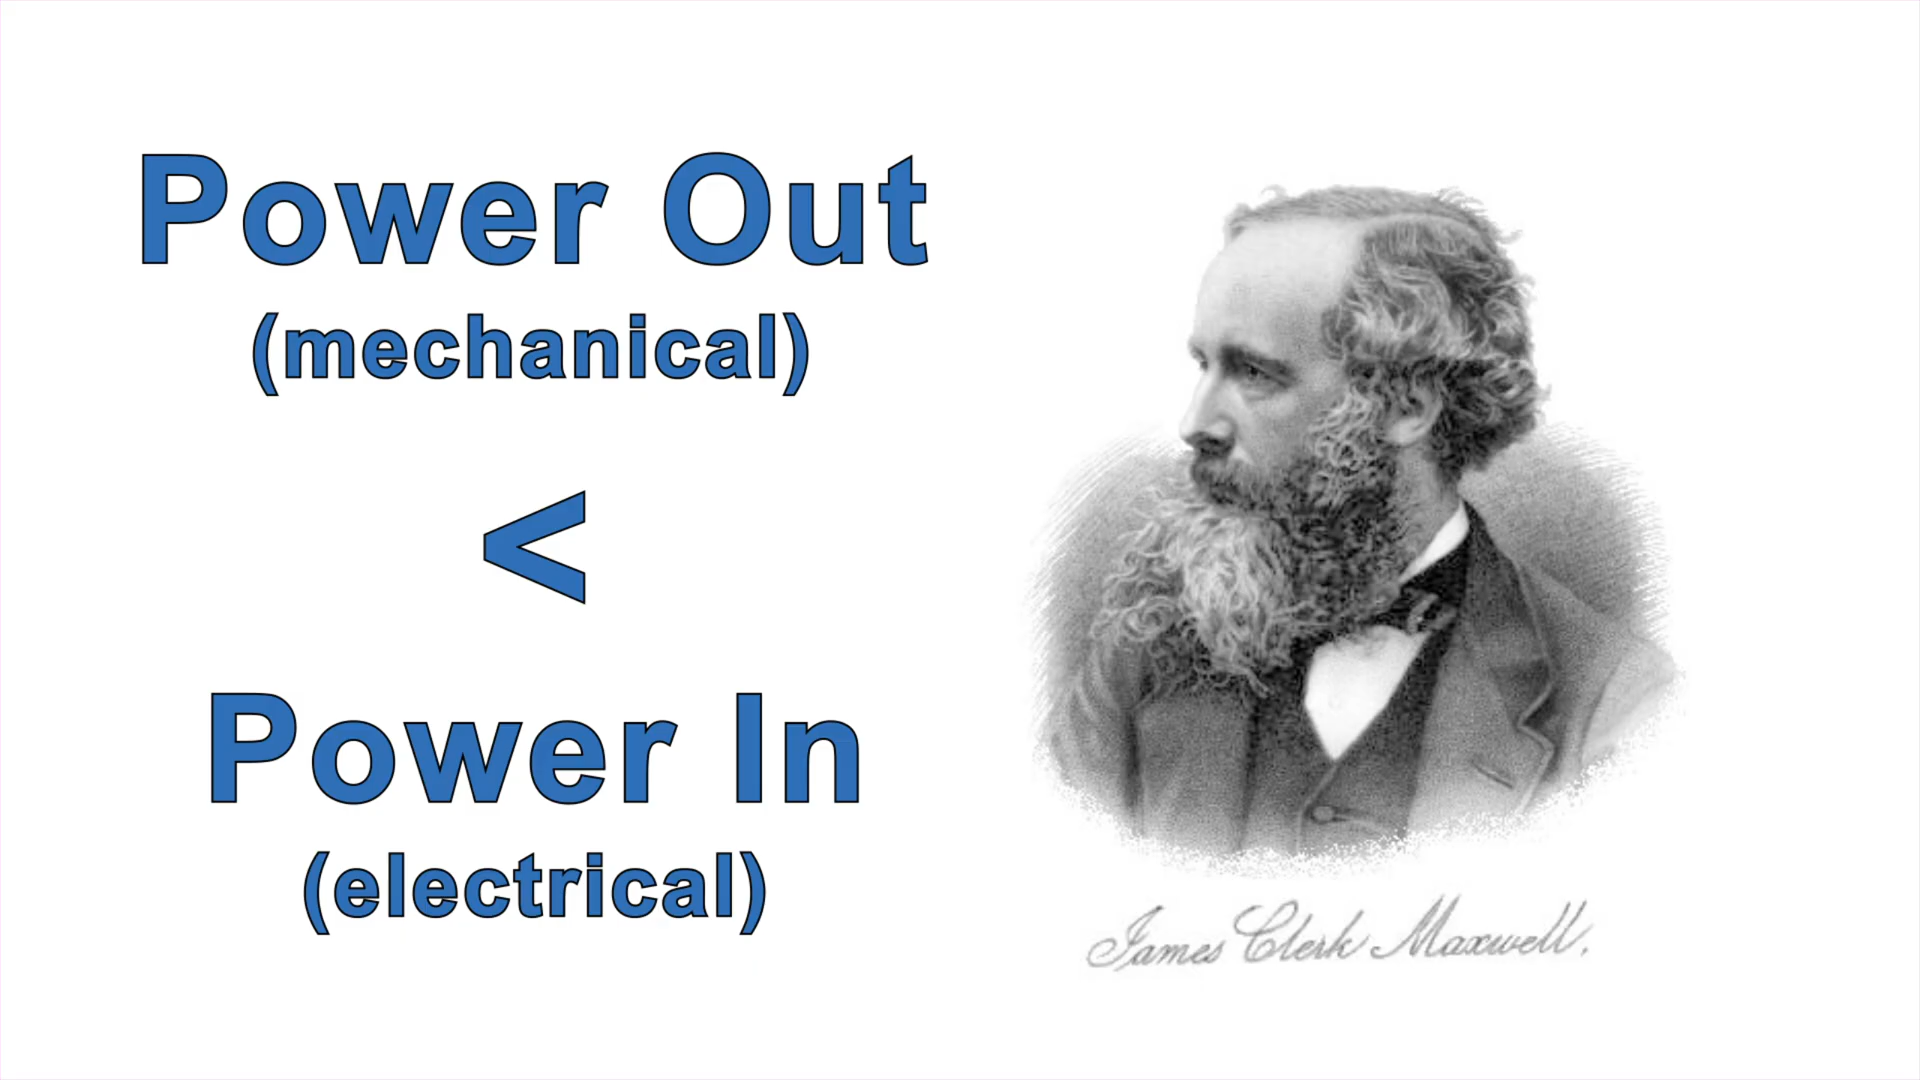 Power Out
(mechanical)
<
Power In
(electrical)
James Clerk Maxwell.